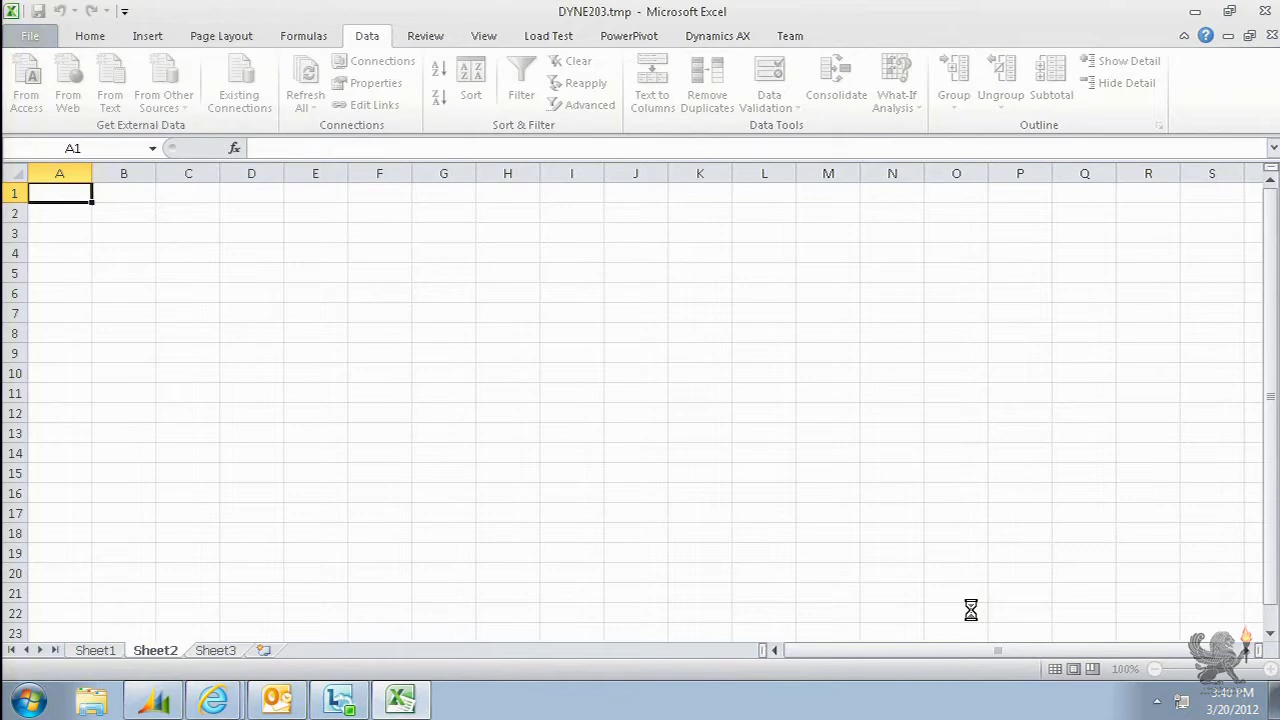 DYNE203.tmp - Microsoft Excel
File Home Insert Page Layout Formulas Data Review View Load Test PowerPivot Dynamics AX Team
From Access
From Web
From Text
From Other Sources
Existing Connections
Get External Data
Refresh All
Connections
Properties
Edit Links
Connections
Sort
Filter
Clear
Reapply
Advanced
Sort & Filter
Text to Columns
Remove Duplicates
Data Validation
Consolidate
What-If Analysis
Data Tools
Group
Ungroup
Subtotal
Show Detail
Hide Detail
Outline
A1 fx
A B C D E F G H I J K L M N O P Q R S
1
2
3
4
5
6
7
8
9
10
11
12
13
14
15
16
17
18
19
20
21
22
23
Sheet1 Sheet2 Sheet3
100%
3:40 PM
3/20/2012